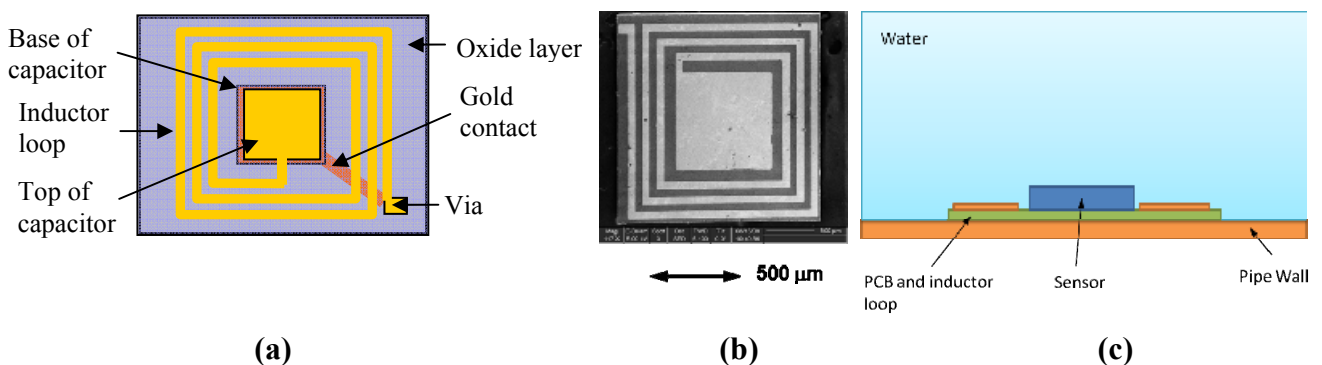 Base of
capacitor
Inductor
loop
Top of
capacitor
Oxide layer
Gold
contact
Via
500 μm
Water
PCB and inductor
loop
Sensor
Pipe Wall
(a)
(b)
(c)